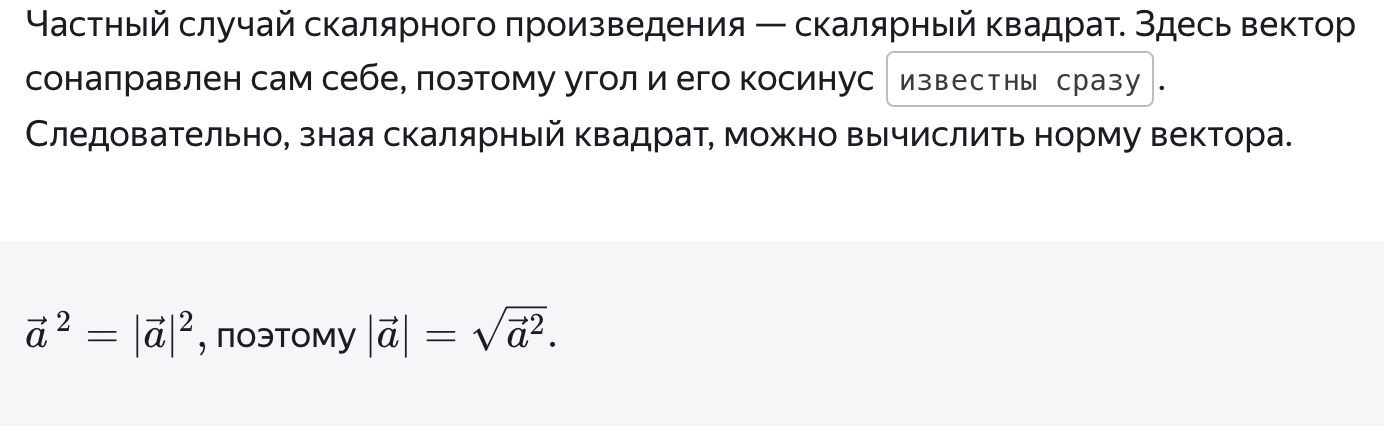 Частный случай скалярного произведения — скалярный квадрат. Здесь вектор
сонаправлен сам себе, поэтому угол и его косинус известны сразу.
Следовательно, зная скалярный квадрат, можно вычислить норму вектора.
$\vec{a}^{\,2} = |\vec{a}|^2$, поэтому $|\vec{a}| = \sqrt{\vec{a}^2}$.